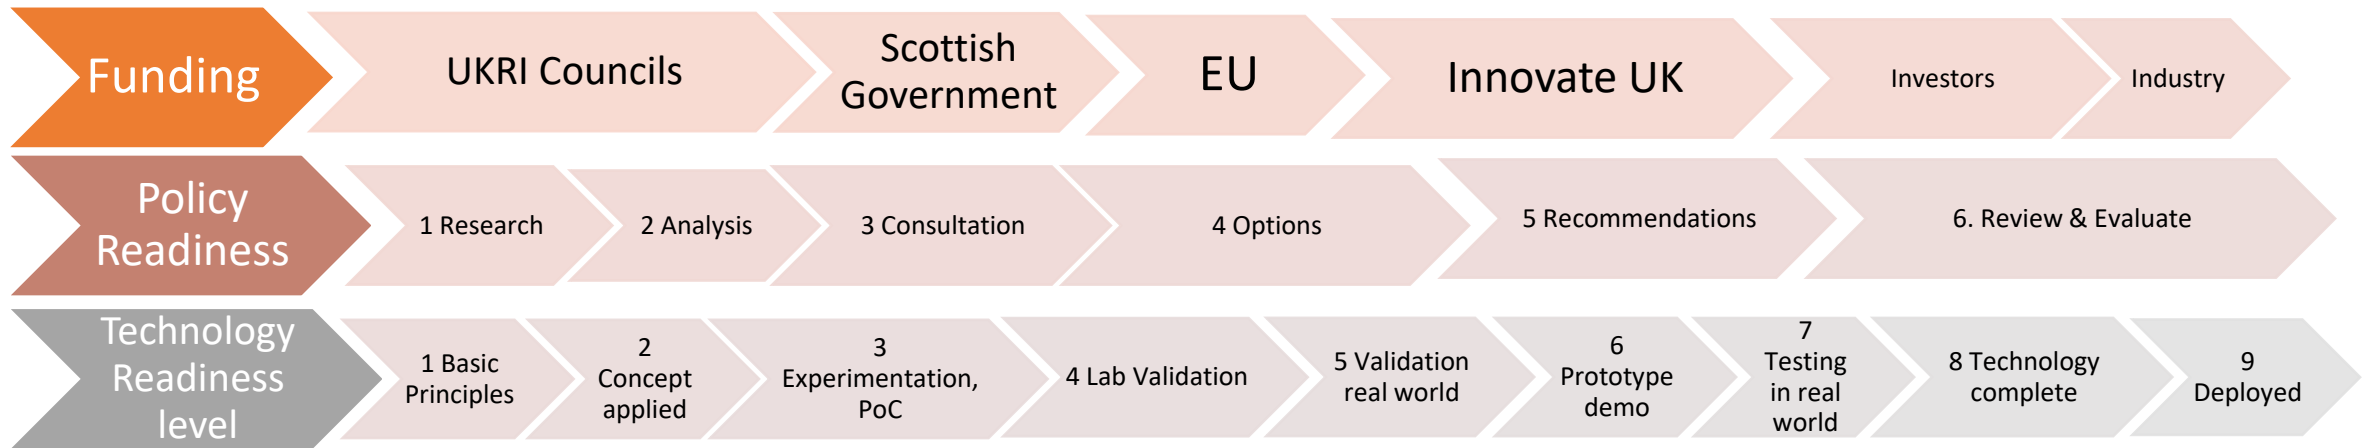 Funding
UKRI Councils
Scottish
Government
EU
Innovate UK
Investors
Industry
Policy
Readiness
1 Research
2 Analysis
3 Consultation
4 Options
5 Recommendations
6. Review & Evaluate
Technology
Readiness
level
1 Basic
Principles
2
Concept
applied
3
Experimentation,
PoC
4 Lab Validation
5 Validation
real world
6
Prototype
demo
7
Testing
in real
world
8 Technology
complete
9
Deployed